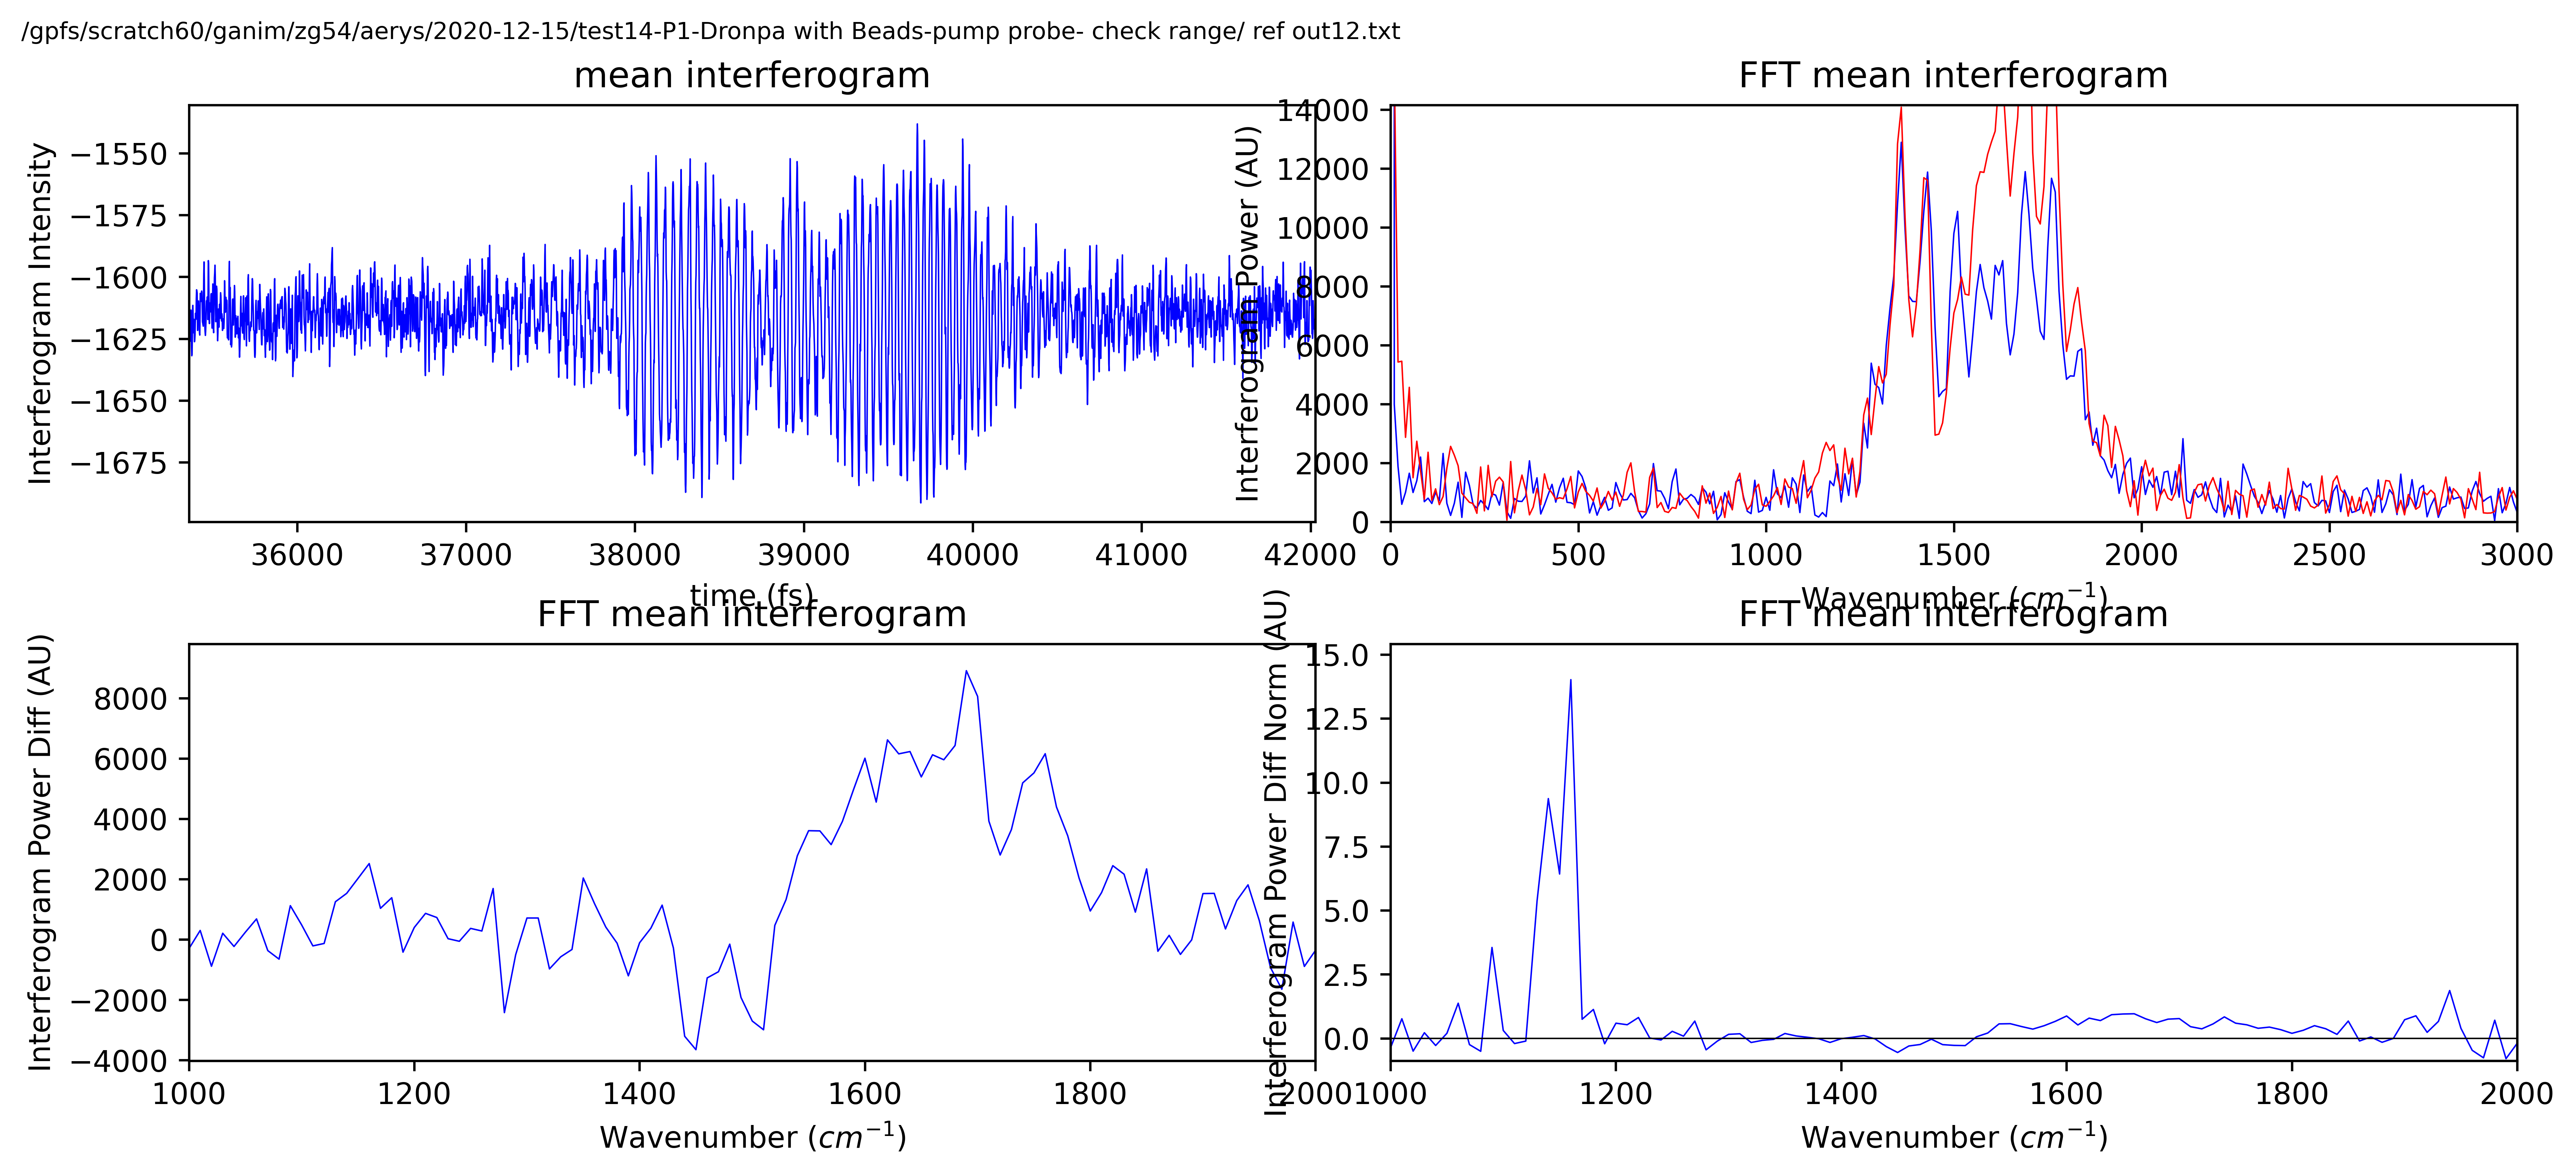 /gpfs/scratch60/ganim/zg54/aerys/2020-12-15/test14-P1-Dronpa with Beads-pump probe- check range/ ref out12.txt
mean interferogram
Interferogram Intensity
−1550
−1575
−1600
−1625
−1650
−1675
36000 37000 38000 39000 40000 41000 42000
time (fs)
FFT mean interferogram
Interferogram Power (AU)
14000
12000
10000
8000
6000
4000
2000
0
0 500 1000 1500 2000 2500 3000
Wavenumber (cm⁻¹)
FFT mean interferogram
Interferogram Power Diff (AU)
8000
6000
4000
2000
0
−2000
−4000
1000 1200 1400 1600 1800 2000
Wavenumber (cm⁻¹)
FFT mean interferogram
Interferogram Power Diff Norm (AU)
15.0
12.5
10.0
7.5
5.0
2.5
0.0
1000 1200 1400 1600 1800 2000
Wavenumber (cm⁻¹)